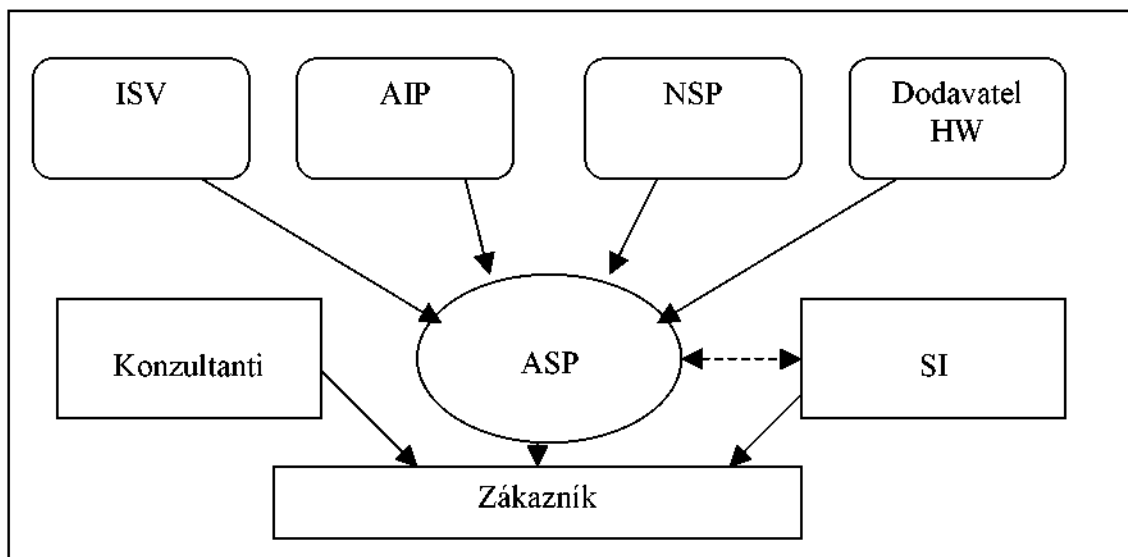 ISV
AIP
NSP
Dodavatel
HW
Konzultanti
ASP
SI
Zákazník